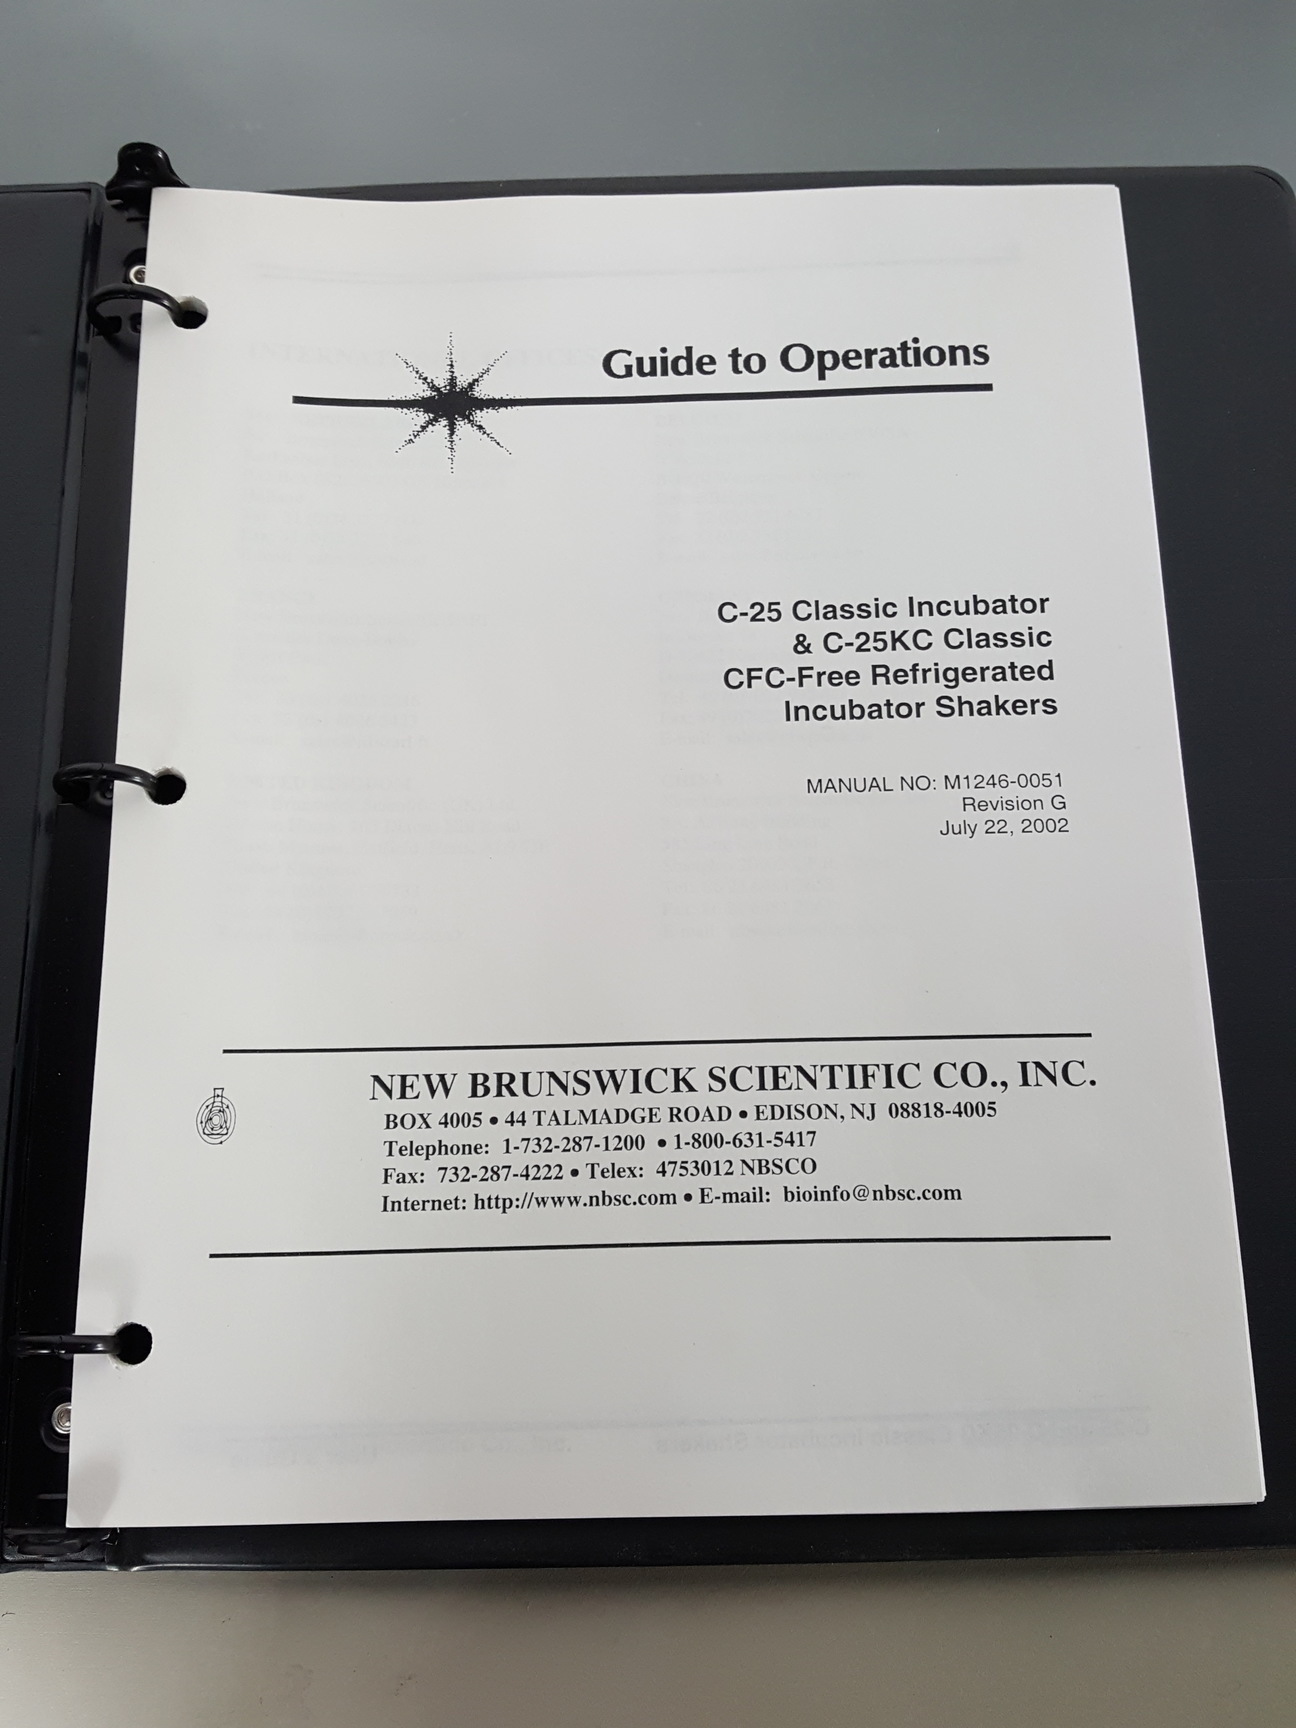 Guide to Operations
C-25 Classic Incubator
& C-25KC Classic
CFC-Free Refrigerated
Incubator Shakers
MANUAL NO: M1246-0051
Revision G
July 22, 2002
NEW BRUNSWICK SCIENTIFIC CO., INC.
BOX 4005 • 44 TALMADGE ROAD • EDISON, NJ 08818-4005
Telephone: 1-732-287-1200 • 1-800-631-5417
Fax: 732-287-4222 • Telex: 4753012 NBSCO
Internet: http://www.nbsc.com • E-mail: bioinfo@nbsc.com